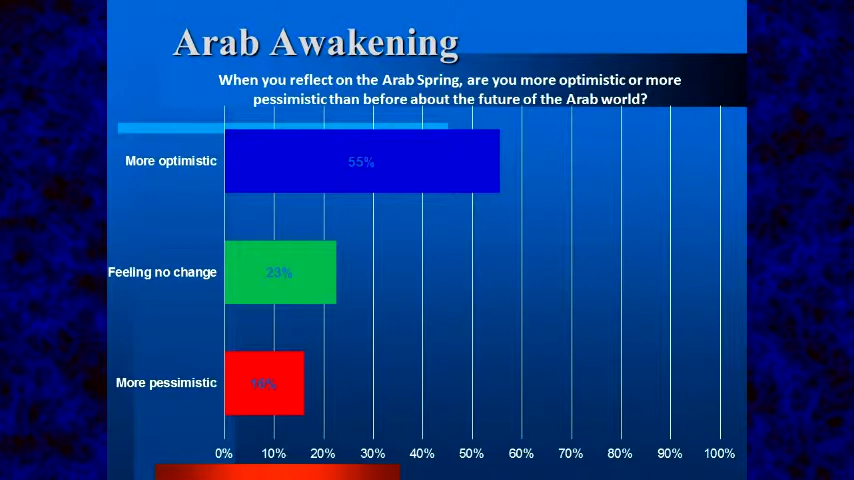 Arab Awakening
When you reflect on the Arab Spring, are you more optimistic or more
pessimistic than before about the future of the Arab world?
More optimistic
55%
Feeling no change
23%
More pessimistic
16%
0% 10% 20% 30% 40% 50% 60% 70% 80% 90% 100%